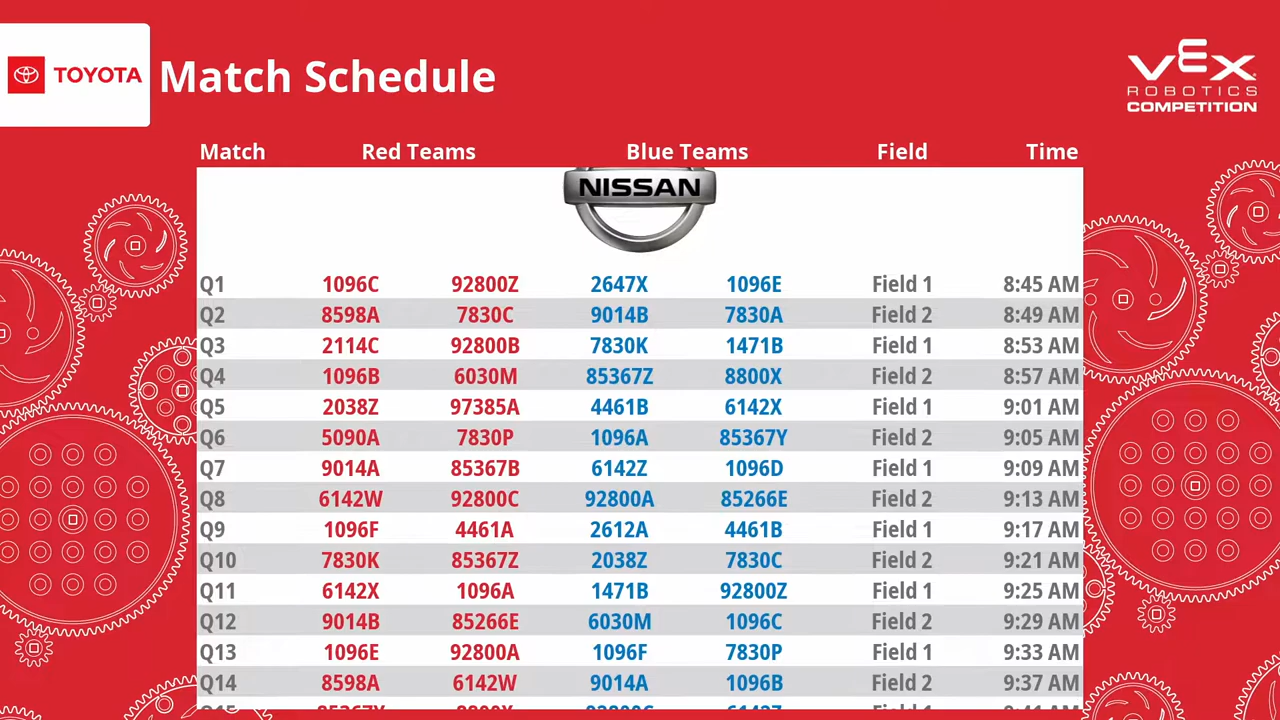 TOYOTA Match Schedule
VEX
ROBOTICS
COMPETITION
Match Red Teams Blue Teams Field Time
NISSAN
Q1 1096C 92800Z 2647X 1096E Field 1 8:45 AM
Q2 8598A 7830C 9014B 7830A Field 2 8:49 AM
Q3 2114C 92800B 7830K 1471B Field 1 8:53 AM
Q4 1096B 6030M 85367Z 8800X Field 2 8:57 AM
Q5 2038Z 97385A 4461B 6142X Field 1 9:01 AM
Q6 5090A 7830P 1096A 85367Y Field 2 9:05 AM
Q7 9014A 85367B 6142Z 1096D Field 1 9:09 AM
Q8 6142W 92800C 92800A 85266E Field 2 9:13 AM
Q9 1096F 4461A 2612A 4461B Field 1 9:17 AM
Q10 7830K 85367Z 2038Z 7830C Field 2 9:21 AM
Q11 6142X 1096A 1471B 92800Z Field 1 9:25 AM
Q12 9014B 85266E 6030M 1096C Field 2 9:29 AM
Q13 1096E 92800A 1096F 7830P Field 1 9:33 AM
Q14 8598A 6142W 9014A 1096B Field 2 9:37 AM